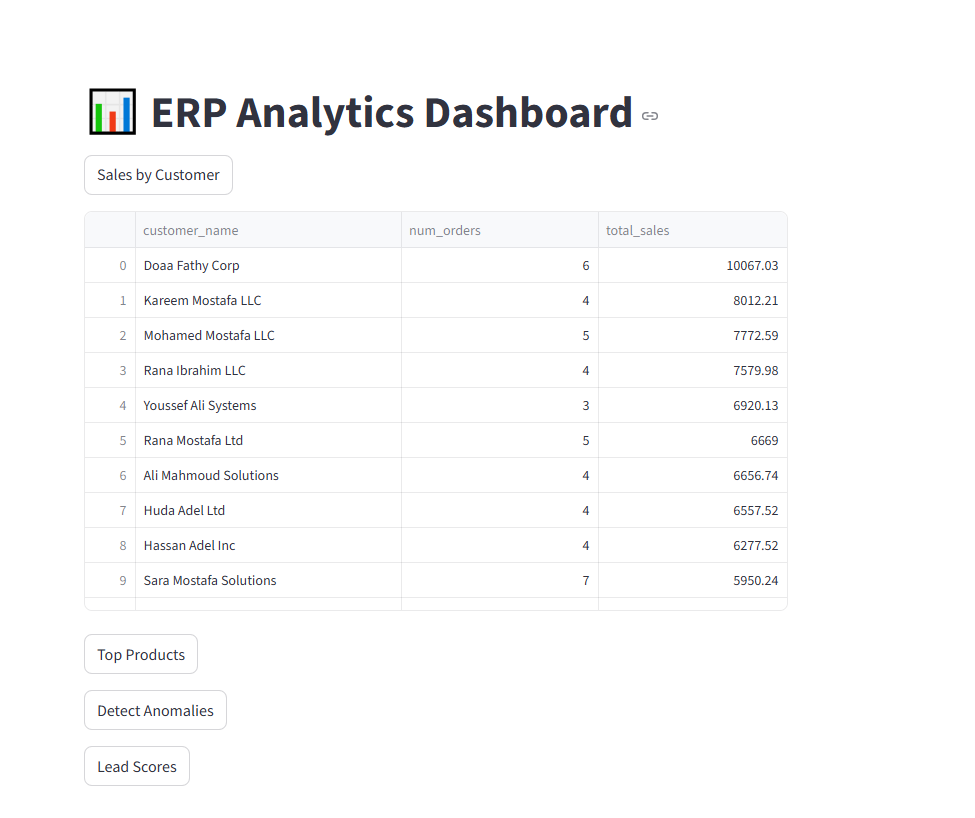 ERP Analytics Dashboard
Sales by Customer
customer_name num_orders total_sales
0 Doaa Fathy Corp 6 10067.03
1 Kareem Mostafa LLC 4 8012.21
2 Mohamed Mostafa LLC 5 7772.59
3 Rana Ibrahim LLC 4 7579.98
4 Youssef Ali Systems 3 6920.13
5 Rana Mostafa Ltd 5 6669
6 Ali Mahmoud Solutions 4 6656.74
7 Huda Adel Ltd 4 6557.52
8 Hassan Adel Inc 4 6277.52
9 Sara Mostafa Solutions 7 5950.24
Top Products
Detect Anomalies
Lead Scores